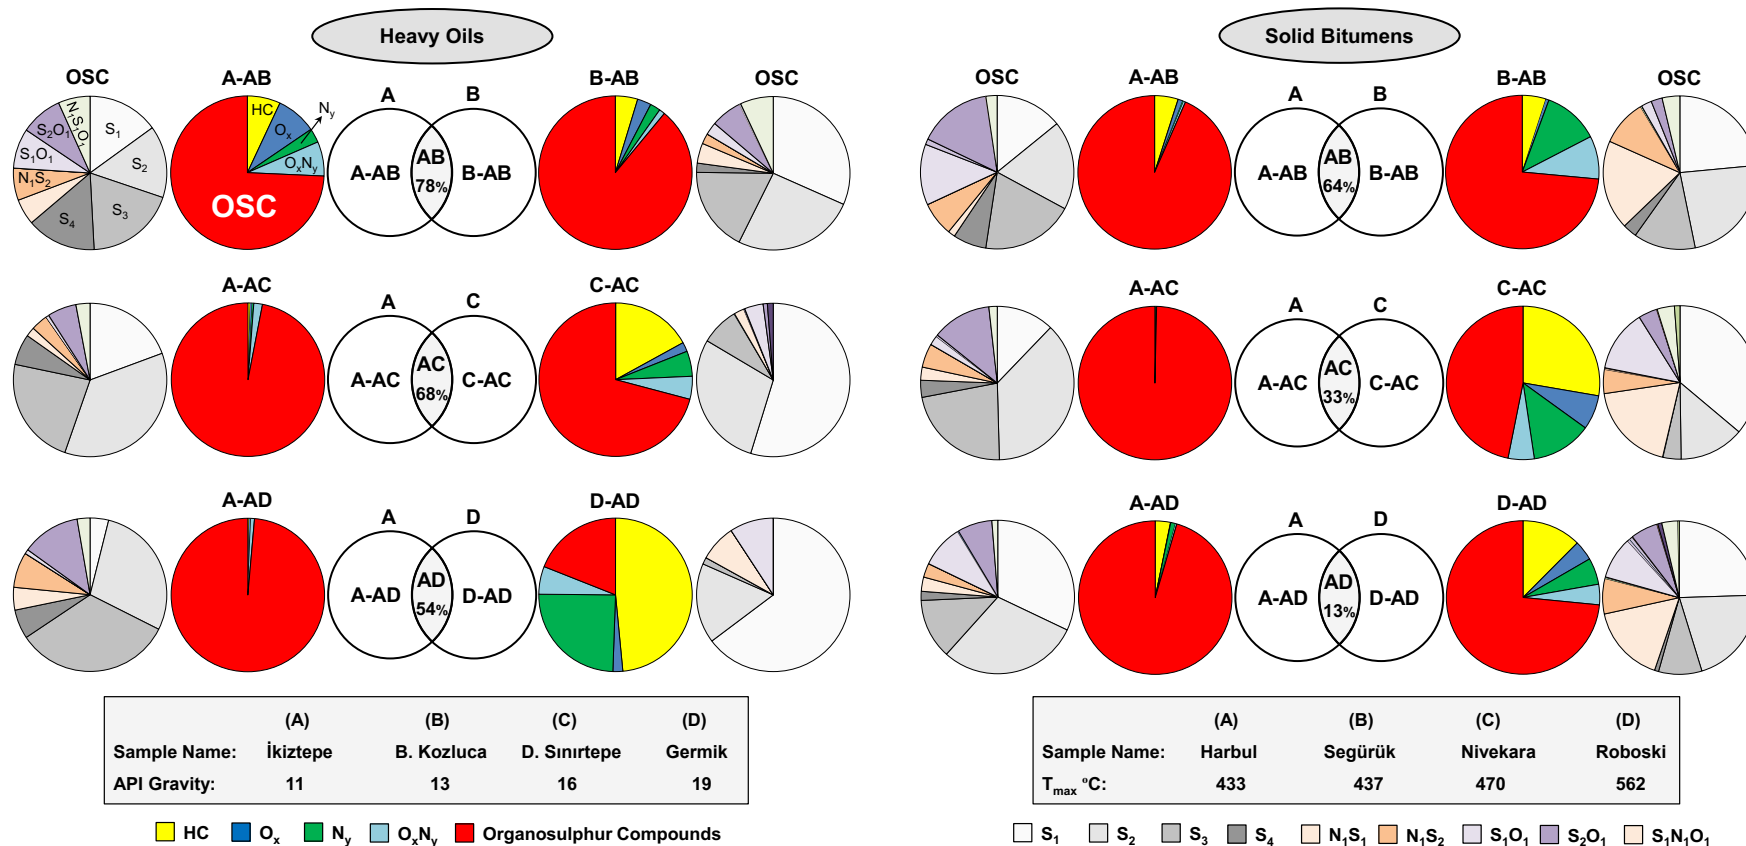 Heavy Oils
OSC
A-AB
A
B
B-AB
OSC
S1
S2
S3
S4
N1S2
S1O1
S2O1
N1S1O1
HC
Ox
Ny
OxNy
OSC
A-AB
AB
78%
B-AB
A-AC
A
C
C-AC
A-AC
AC
68%
C-AC
A-AD
A
D
D-AD
A-AD
AD
54%
D-AD
(A) (B) (C) (D)
Sample Name: İkiztepe B. Kozluca D. Sınırtepe Germik
API Gravity: 11 13 16 19
HC Ox Ny OxNy Organosulphur Compounds
Solid Bitumens
OSC
A-AB
A
B
B-AB
OSC
A-AB
AB
64%
B-AB
A-AC
A
C
C-AC
A-AC
AC
33%
C-AC
A-AD
A
D
D-AD
A-AD
AD
13%
D-AD
(A) (B) (C) (D)
Sample Name: Harbul Segürük Nivekara Roboski
Tmax ºC: 433 437 470 562
S1 S2 S3 S4 N1S1 N1S2 S1O1 S2O1 S1N1O1